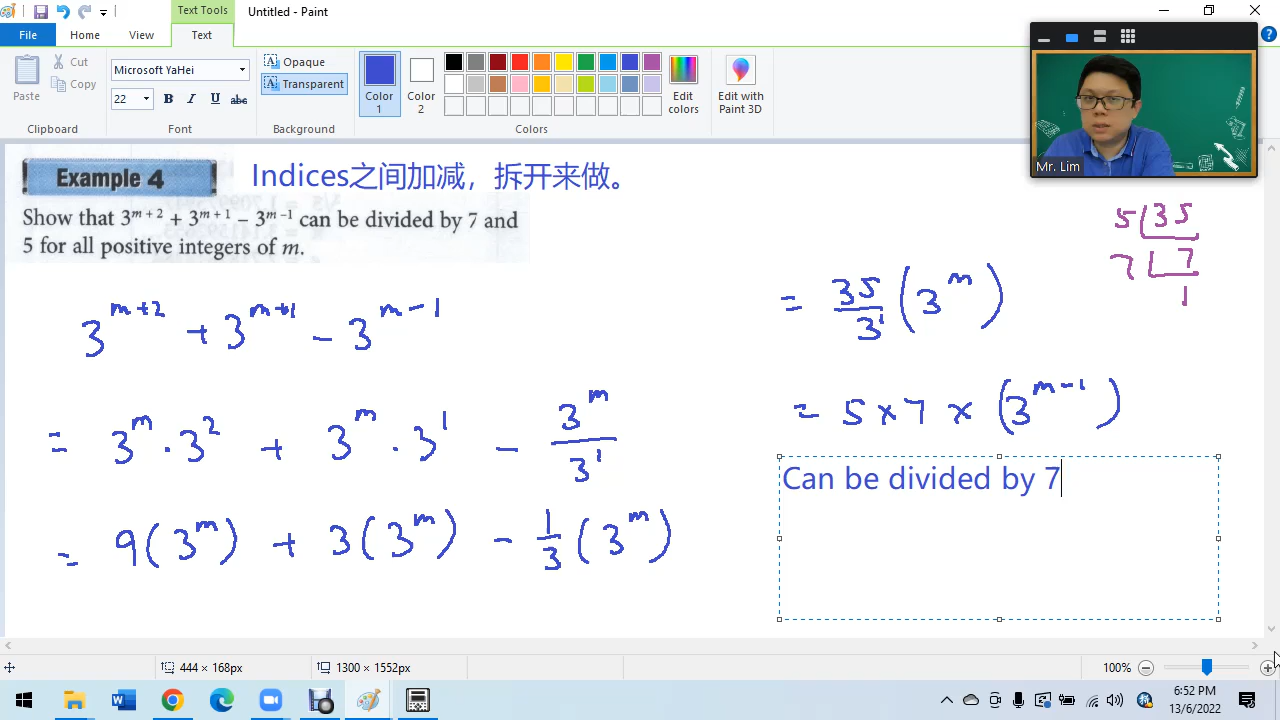 Text Tools
Untitled - Paint
File
Home
View
Text
Paste
Cut
Copy
Clipboard
Microsoft YaHei
22
B I U abc
Font
Opaque
Transparent
Background
Color 1
Color 2
Colors
Edit colors
Edit with Paint 3D
Mr. Lim
Example 4
Indices之间加减，拆开来做。
Show that 3^{m + 2} + 3^{m + 1} – 3^{m – 1} can be divided by 7 and
5 for all positive integers of m.
3^{m+2} + 3^{m+1} - 3^{m-1}
= 3^m · 3^2 + 3^m · 3^1 - 3^m / 3^1
= 9(3^m) + 3(3^m) - 1/3 (3^m)
5 35
7 7
1
= 35/3^1 (3^m)
= 5 × 7 × (3^{m-1})
Can be divided by 7
444 × 168px
1300 × 1552px
100%
6:52 PM
13/6/2022